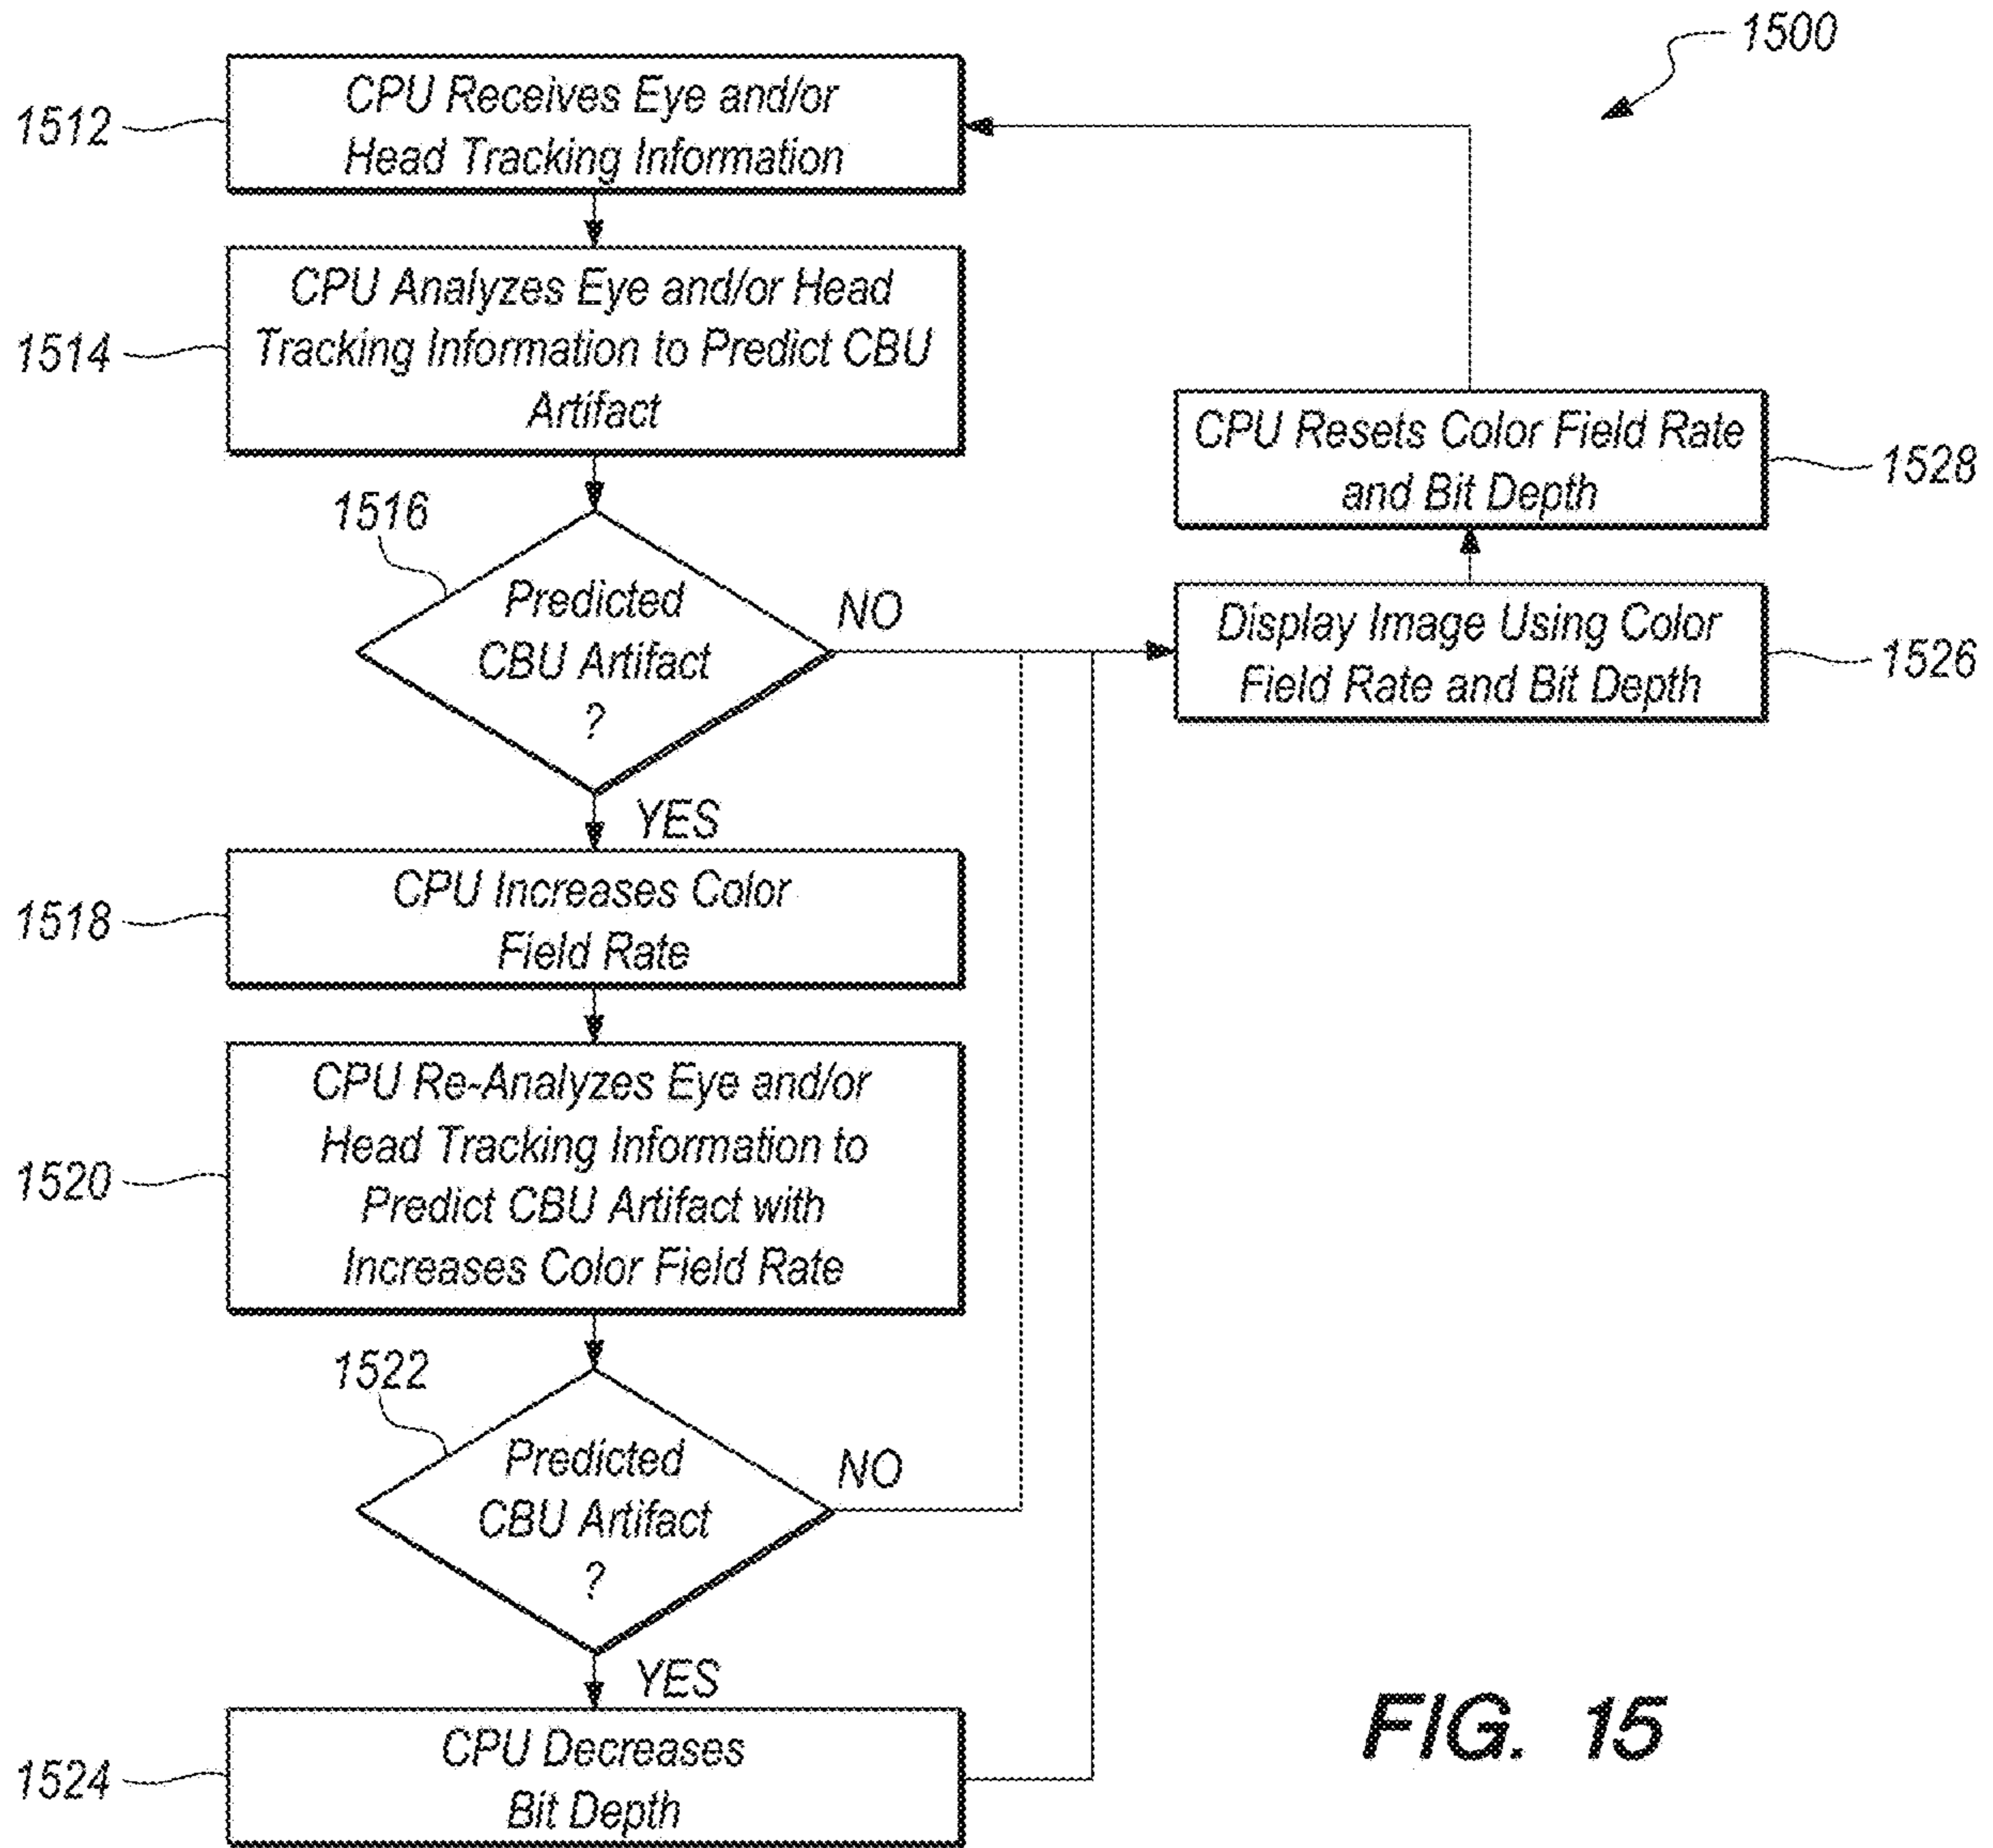 1500
1512
CPU Receives Eye and/or
Head Tracking Information
1514
CPU Analyzes Eye and/or Head
Tracking Information to Predict CBU
Artifact
1516
Predicted
CBU Artifact
?
NO
YES
1518
CPU Increases Color
Field Rate
1520
CPU Re-Analyzes Eye and/or
Head Tracking Information to
Predict CBU Artifact with
Increases Color Field Rate
1522
Predicted
CBU Artifact
?
NO
YES
1524
CPU Decreases
Bit Depth
CPU Resets Color Field Rate
and Bit Depth
1528
Display Image Using Color
Field Rate and Bit Depth
1526
FIG. 15